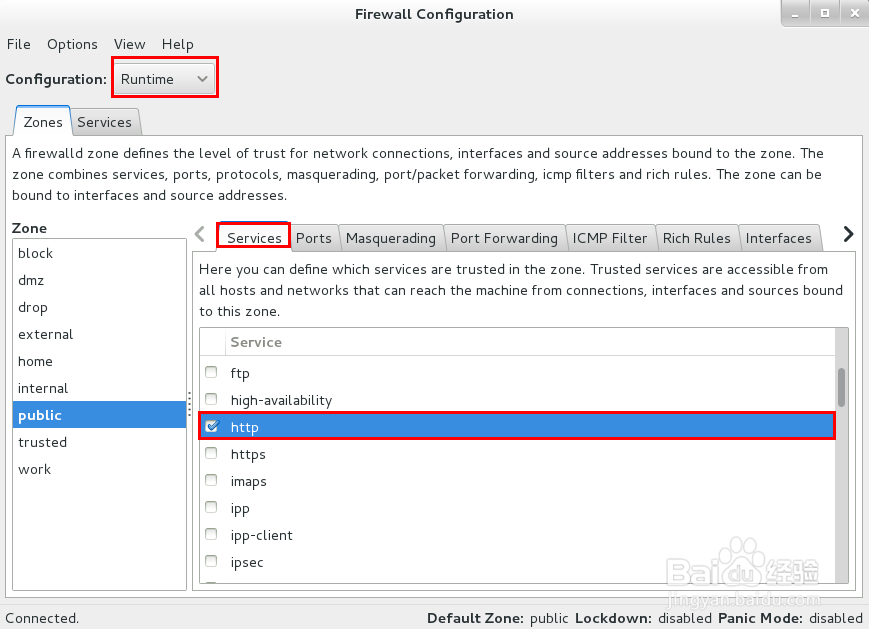 Firewall Configuration
File Options View Help
Configuration: Runtime
Zones Services
A firewalld zone defines the level of trust for network connections, interfaces and source addresses bound to the zone. The
zone combines services, ports, protocols, masquerading, port/packet forwarding, icmp filters and rich rules. The zone can be
bound to interfaces and source addresses.
Zone
block
dmz
drop
external
home
internal
public
trusted
work
Services Ports Masquerading Port Forwarding ICMP Filter Rich Rules Interfaces
Here you can define which services are trusted in the zone. Trusted services are accessible from
all hosts and networks that can reach the machine from connections, interfaces and sources bound
to this zone.
Service
ftp
high-availability
http
https
imaps
ipp
ipp-client
ipsec
Baidu 经验
jingyan.baidu.com
Connected.
Default Zone: public Lockdown: disabled Panic Mode: disabled